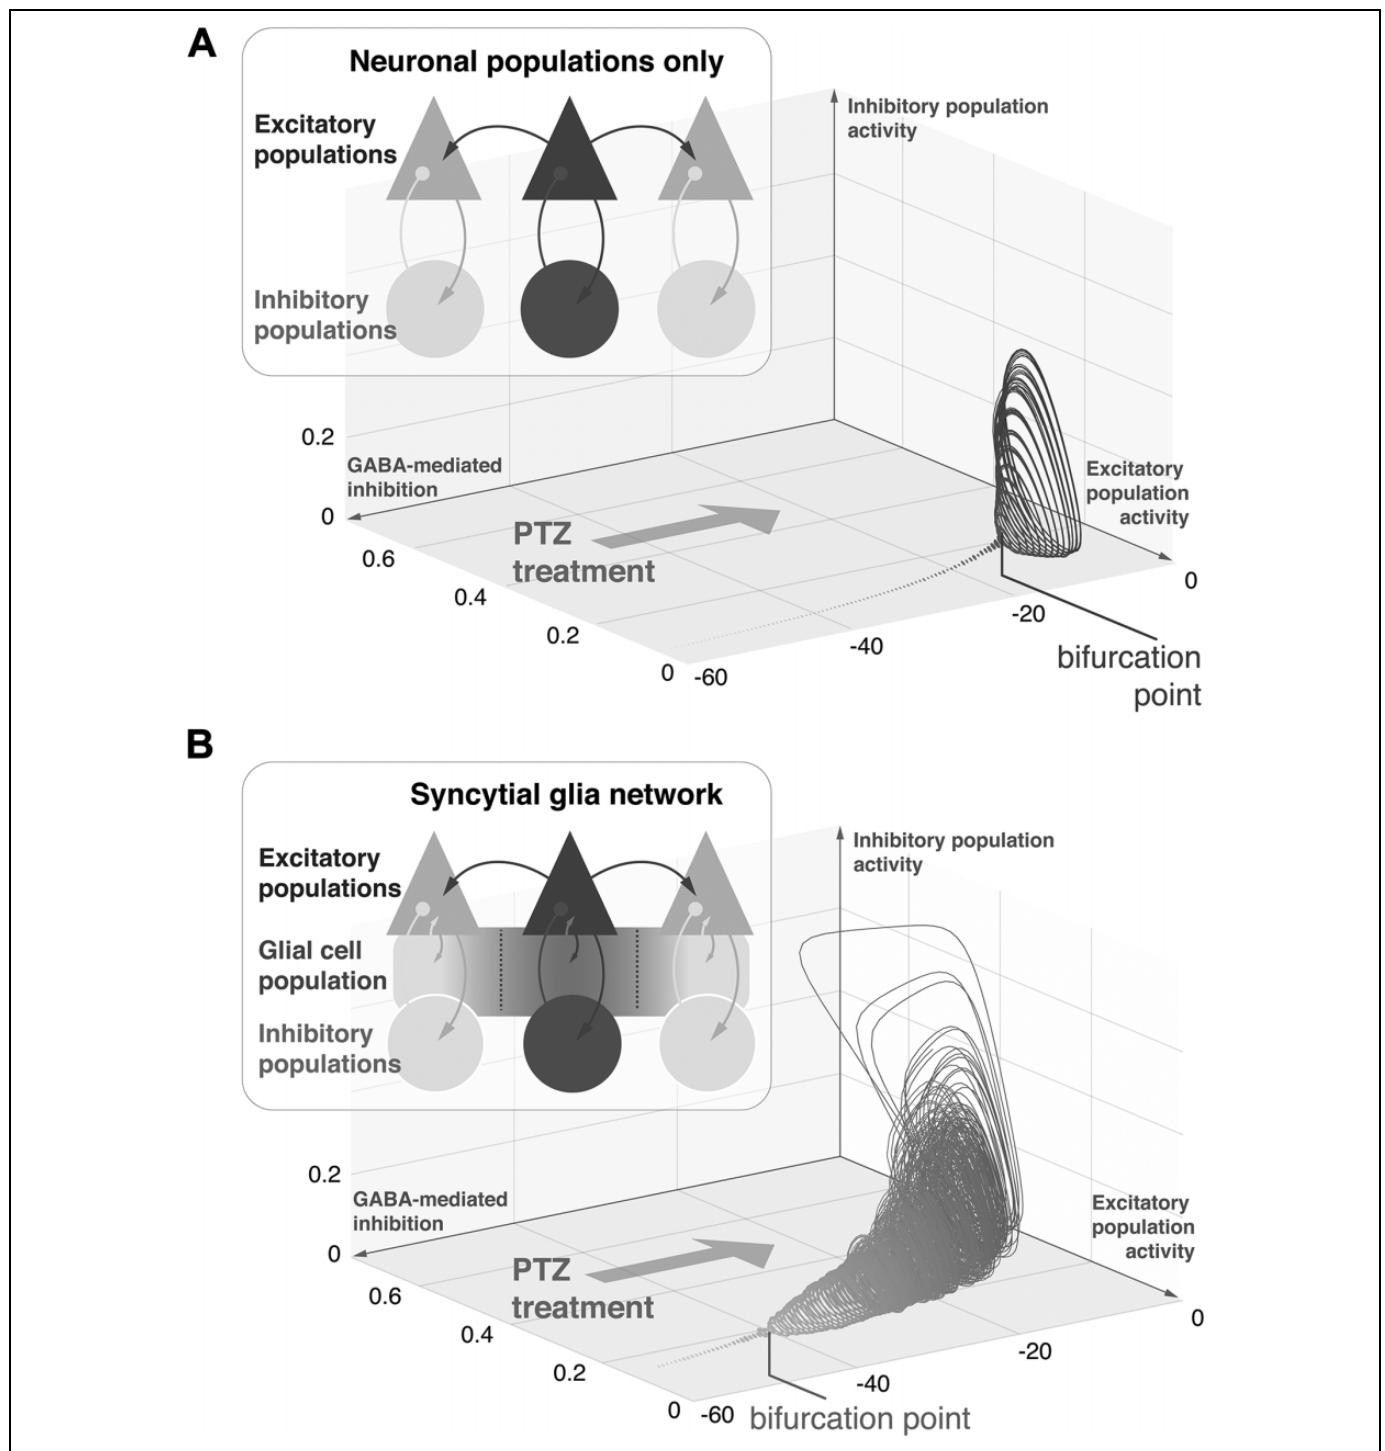 A
Neuronal populations only
Excitatory
populations
Inhibitory
populations
Inhibitory population
activity
0.2
GABA-mediated
inhibition
0
0.6
0.4
0.2
0
PTZ
treatment
Excitatory
population
activity
-60
-40
-20
0
bifurcation
point
B
Syncytial glia network
Excitatory
populations
Glial cell
population
Inhibitory
populations
Inhibitory population
activity
0.2
GABA-mediated
inhibition
0
0.6
0.4
0.2
0
PTZ
treatment
Excitatory
population
activity
-60
-40
-20
0
bifurcation point